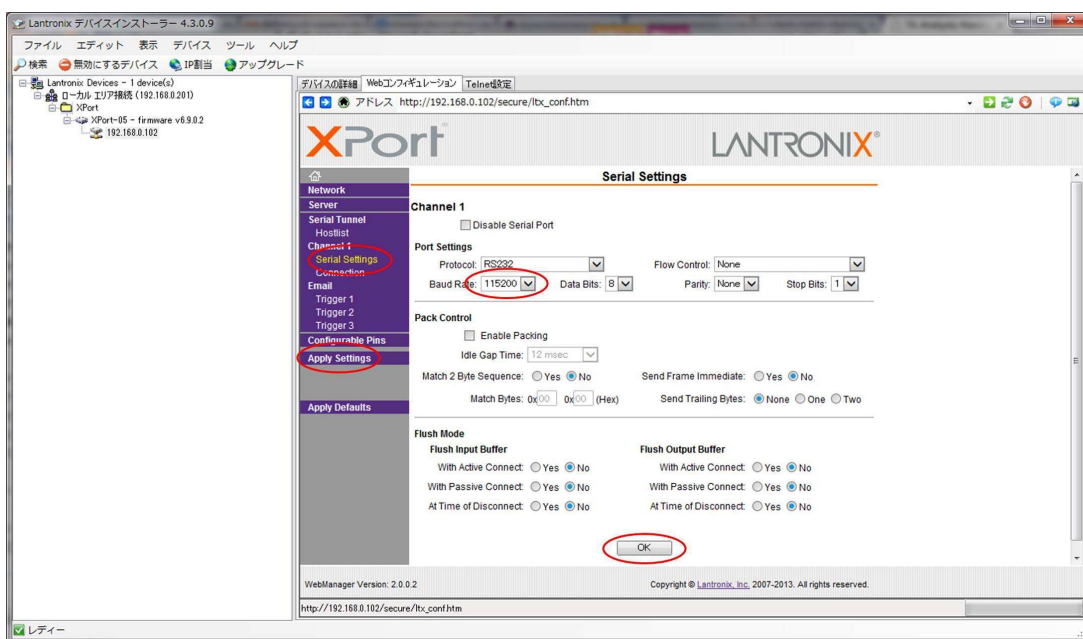 Lantronix デバイスインストーラー 4.3.0.9
ファイル エディット 表示 デバイス ツール ヘルプ
検索 無効にするデバイス IP割当 アップグレード
Lantronix Devices - 1 device(s)
ローカル エリア接続 (192.168.0.201)
XPort
XPort-05 - firmware v6.9.0.2
192.168.0.102
デバイスの詳細 Webコンフィギュレーション Telnet設定
アドレス http://192.168.0.102/secure/ltx_conf.htm
XPort LANTRONIX®
Network
Server
Serial Tunnel
Hostlist
Channel 1
Serial Settings
Connection
Email
Trigger 1
Trigger 2
Trigger 3
Configurable Pins
Apply Settings
Apply Defaults
Serial Settings
Channel 1
Disable Serial Port
Port Settings
Protocol: RS232 Flow Control: None
Baud Rate: 115200 Data Bits: 8 Parity: None Stop Bits: 1
Pack Control
Enable Packing
Idle Gap Time: 12 msec
Match 2 Byte Sequence: Yes No Send Frame Immediate: Yes No
Match Bytes: 0x00 0x00 (Hex) Send Trailing Bytes: None One Two
Flush Mode
Flush Input Buffer Flush Output Buffer
With Active Connect: Yes No With Active Connect: Yes No
With Passive Connect: Yes No With Passive Connect: Yes No
At Time of Disconnect: Yes No At Time of Disconnect: Yes No
OK
WebManager Version: 2.0.0.2 Copyright © Lantronix, Inc. 2007-2013. All rights reserved.
http://192.168.0.102/secure/ltx_conf.htm
レディー